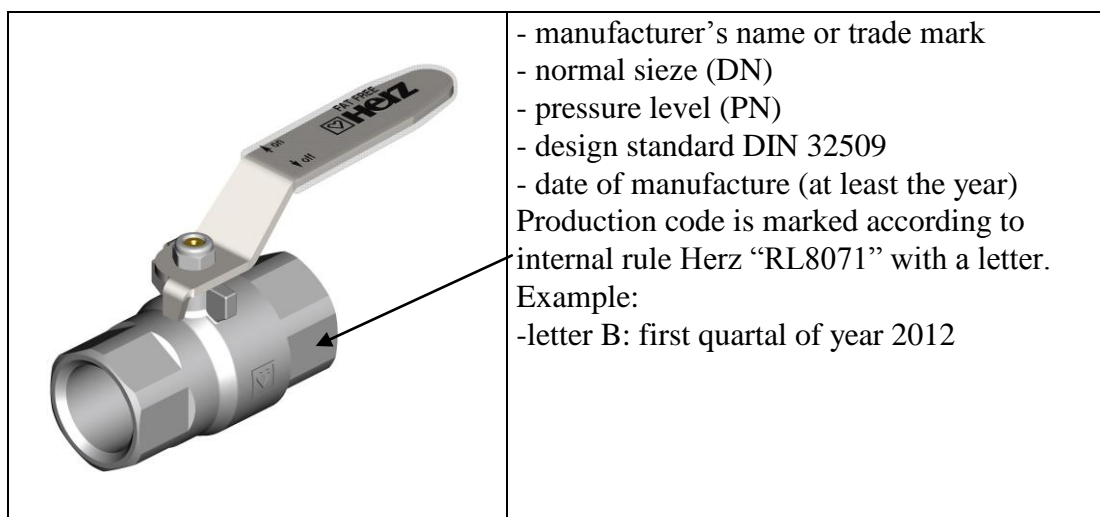 FAT FREE
Herz
off
off
- manufacturer’s name or trade mark
- normal sieze (DN)
- pressure level (PN)
- design standard DIN 32509
- date of manufacture (at least the year)
Production code is marked according to
internal rule Herz “RL8071” with a letter.
Example:
-letter B: first quartal of year 2012